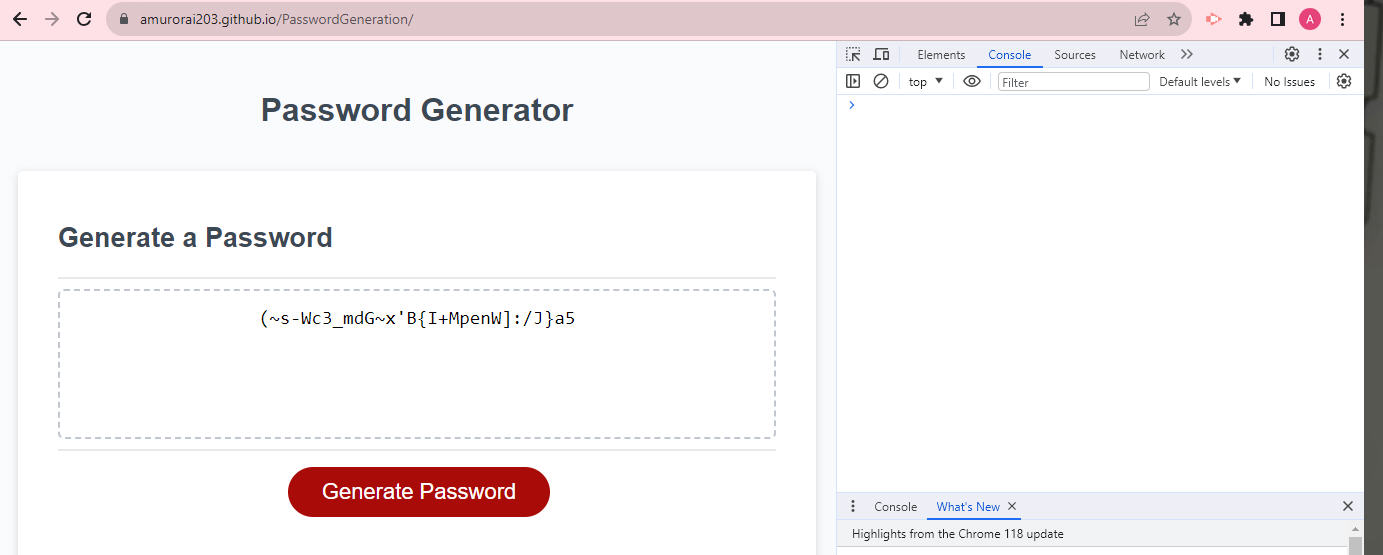 amurorai203.github.io/PasswordGeneration/
A
Elements Console Sources Network
top Filter Default levels No Issues
Password Generator
Generate a Password
(~s-Wc3_mdG~x'B{I+MpenW]:/J}a5
Generate Password
Console What's New
Highlights from the Chrome 118 update